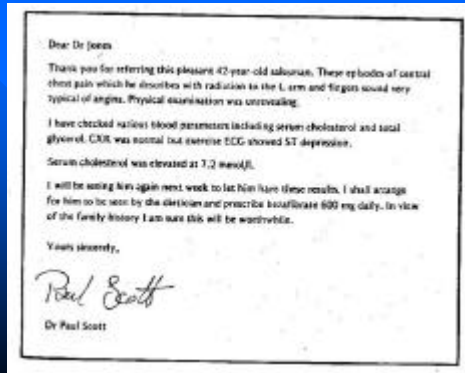 Dear Dr Jones
Thank you for referring this pleasant 42-year-old salesman. These episodes of central
chest pain which he describes with radiation to the L arm and fingers sound very
typical of angina. Physical examination was unrevealing.
I have checked various blood parameters including serum cholesterol and total
glycerol. CXR was normal but exercise ECG showed ST depression.
Serum cholesterol was elevated at 7.2 mmol/l.
I will be seeing him again next week to let him have these results. I shall arrange
for him to be seen by the dietician and prescribe bezafibrate 600 mg daily. In view
of the family history I am sure this will be worthwhile.
Yours sincerely,
Paul Scott
Dr Paul Scott